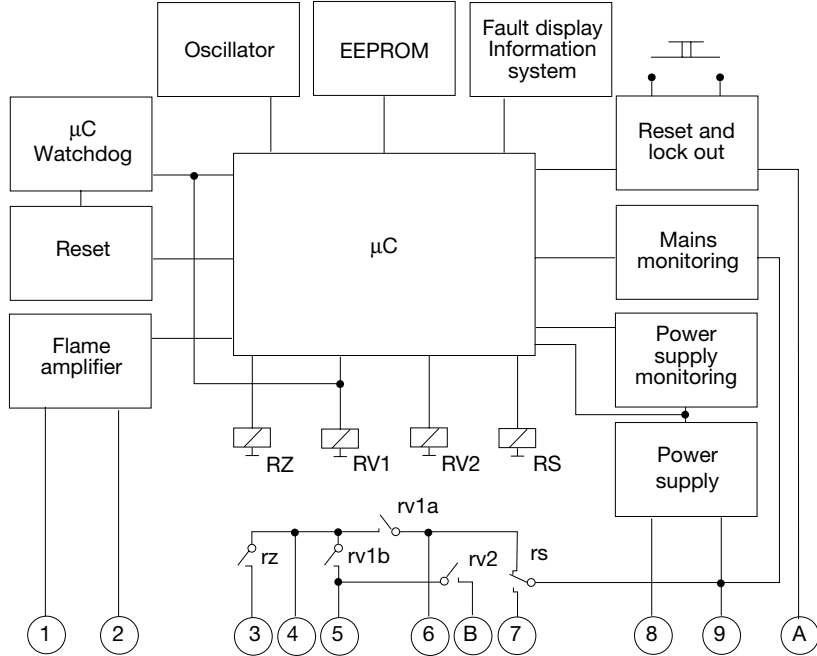 Oscillator
EEPROM
Fault display
Information
system
μC
Watchdog
Reset and
lock out
Reset
μC
Mains
monitoring
Flame
amplifier
Power
supply
monitoring
RZ
RV1
RV2
RS
Power
supply
rv1a
rz
rv1b
rv2
rs
1
2
3
4
5
6
B
7
8
9
A